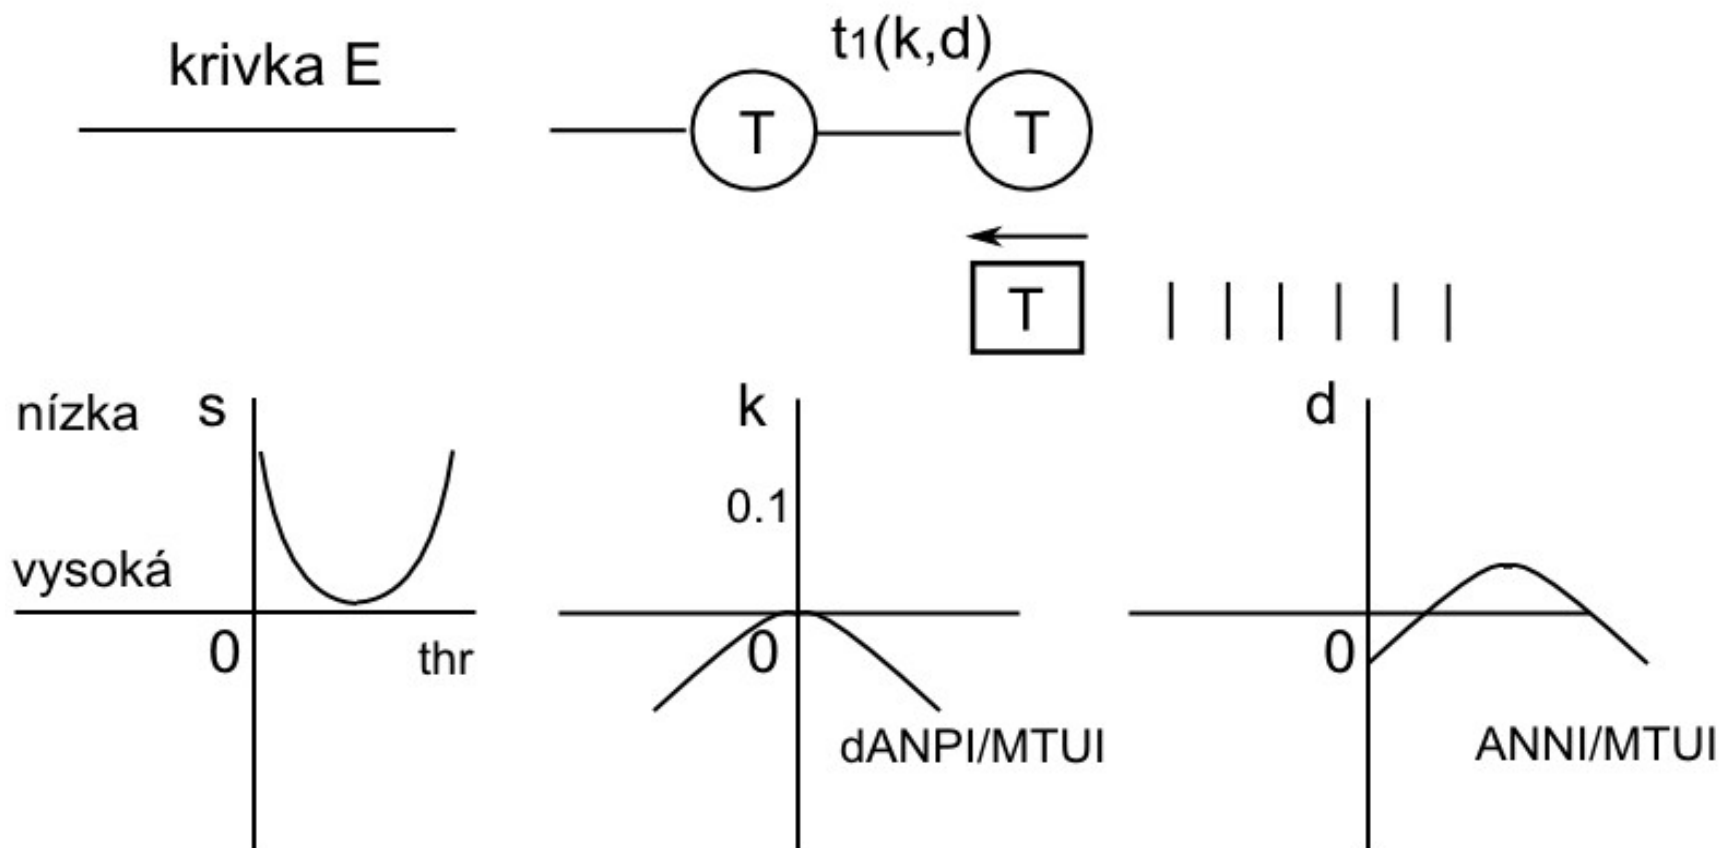 krivka E
t1(k,d)
T
T
T
nízka
s
vysoká
0
thr
k
0.1
0
dANPI/MTUI
d
0
ANNI/MTUI